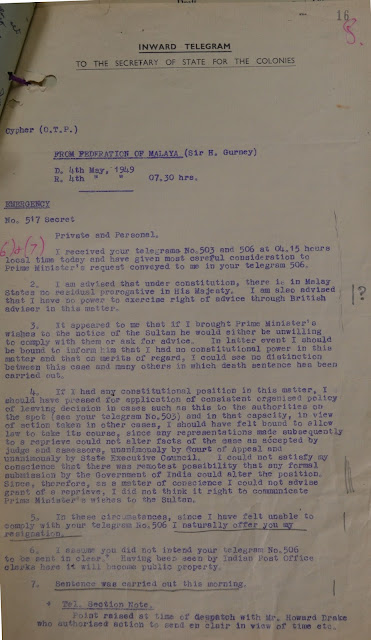 16
INWARD TELEGRAM
TO THE SECRETARY OF STATE FOR THE COLONIES
Cypher (O.T.P.)
FROM FEDERATION OF MALAYA (Sir H. Gurney)
D. 4th May, 1949
R. 4th " " 07.30 hrs.
EMERGENCY
No. 517 Secret
Private and Personal.
I received your telegrams No.503 and 506 at 04.15 hours
local time today and have given most careful consideration to
Prime Minister's request conveyed to me in your telegram 506.
2. I am advised that under constitution, there is in Malay
States no residual prerogative in His Majesty. I am also advised
that I have no power to exercise right of advice through British
adviser in this matter.
?
3. It appeared to me that if I brought Prime Minister's
wishes to the notice of the Sultan he would either be unwilling
to comply with them or ask for advice. In latter event I should
be bound to inform him that I had no constitutional power in this
matter and that on merits of regard, I could see no distinction
between this case and many others in which death sentence has been
carried out.
4. If I had any constitutional position in this matter, I
should have pressed for application of consistent organised policy
of leaving decision in cases such as this to the authorities on
the spot (see your telegram No.503) and in that capacity, in view
of action taken in other cases, I should have felt bound to allow
law to take its course, since any representations made subsequently
to a reprieve could not alter facts of the case as accepted by
judge and assessors, unanimously by Court of Appeal and
unanimously by State Executive Council. I could not satisfy my
conscience that there was remotest possibility that any formal
submission by the Government of India could alter the position.
Since, therefore, on a matter of conscience I could not advise
grant of a reprieve, I did not think it right to communicate
Prime Minister's wishes to the Sultan.
5. In these circumstances, since I have felt unable to
comply with your telegram No.506 I naturally offer you my
resignation.
6. I assume you did not intend your telegram No.506
to be sent in clear.* Having been seen by Indian Post Office
clerks here it will become public property.
7. Sentence was carried out this morning.
* Tel. Section Note.
Point raised at time of despatch with Mr. Howard Drake
who authorised action to send en clair in view of time etc.